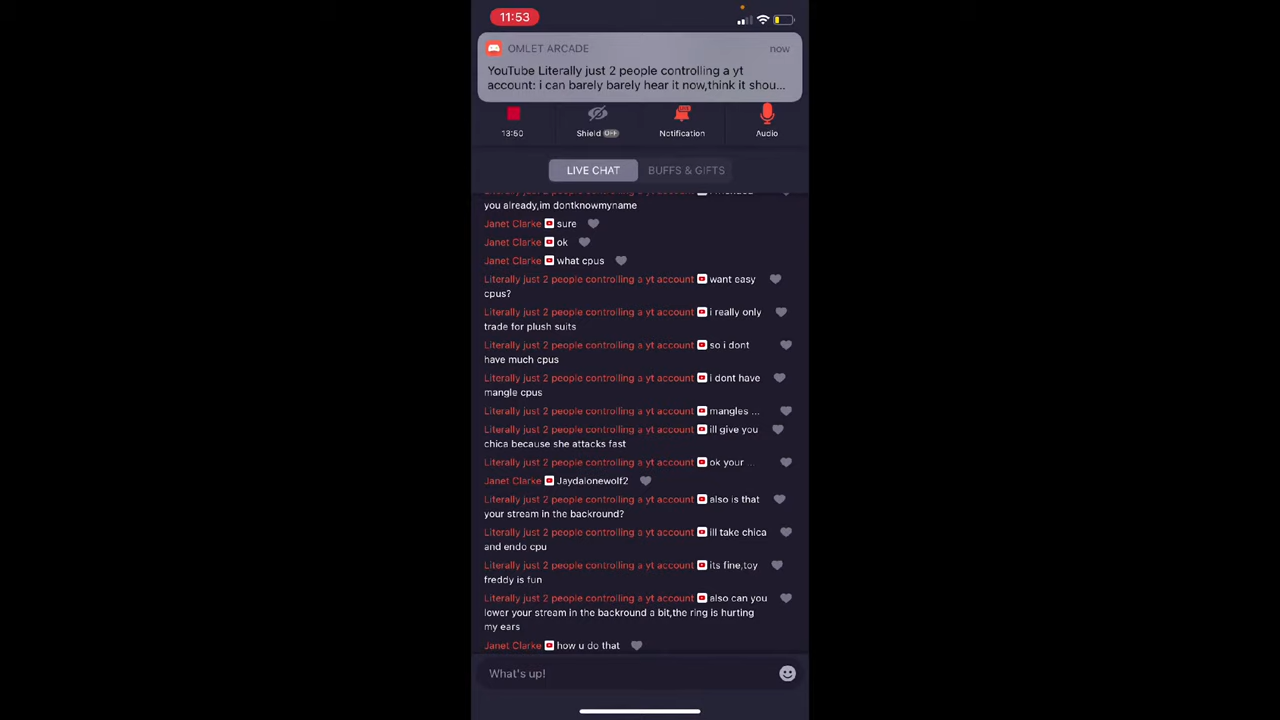 11:53
OMLET ARCADE now
YouTube Literally just 2 people controlling a yt
account: i can barely barely hear it now,think it shou...
13:50 Shield OFF Notification Audio
LIVE CHAT BUFFS & GIFTS
Literally just 2 people controlling a yt account
you already,im dontknowmyname
Janet Clarke sure
Janet Clarke ok
Janet Clarke what cpus
Literally just 2 people controlling a yt account want easy
cpus?
Literally just 2 people controlling a yt account i really only
trade for plush suits
Literally just 2 people controlling a yt account so i dont
have much cpus
Literally just 2 people controlling a yt account i dont have
mangle cpus
Literally just 2 people controlling a yt account mangles ...
Literally just 2 people controlling a yt account ill give you
chica because she attacks fast
Literally just 2 people controlling a yt account ok your ...
Janet Clarke Jaydalonewolf2
Literally just 2 people controlling a yt account also is that
your stream in the backround?
Literally just 2 people controlling a yt account ill take chica
and endo cpu
Literally just 2 people controlling a yt account its fine,toy
freddy is fun
Literally just 2 people controlling a yt account also can you
lower your stream in the backround a bit,the ring is hurting
my ears
Janet Clarke how u do that
What's up!